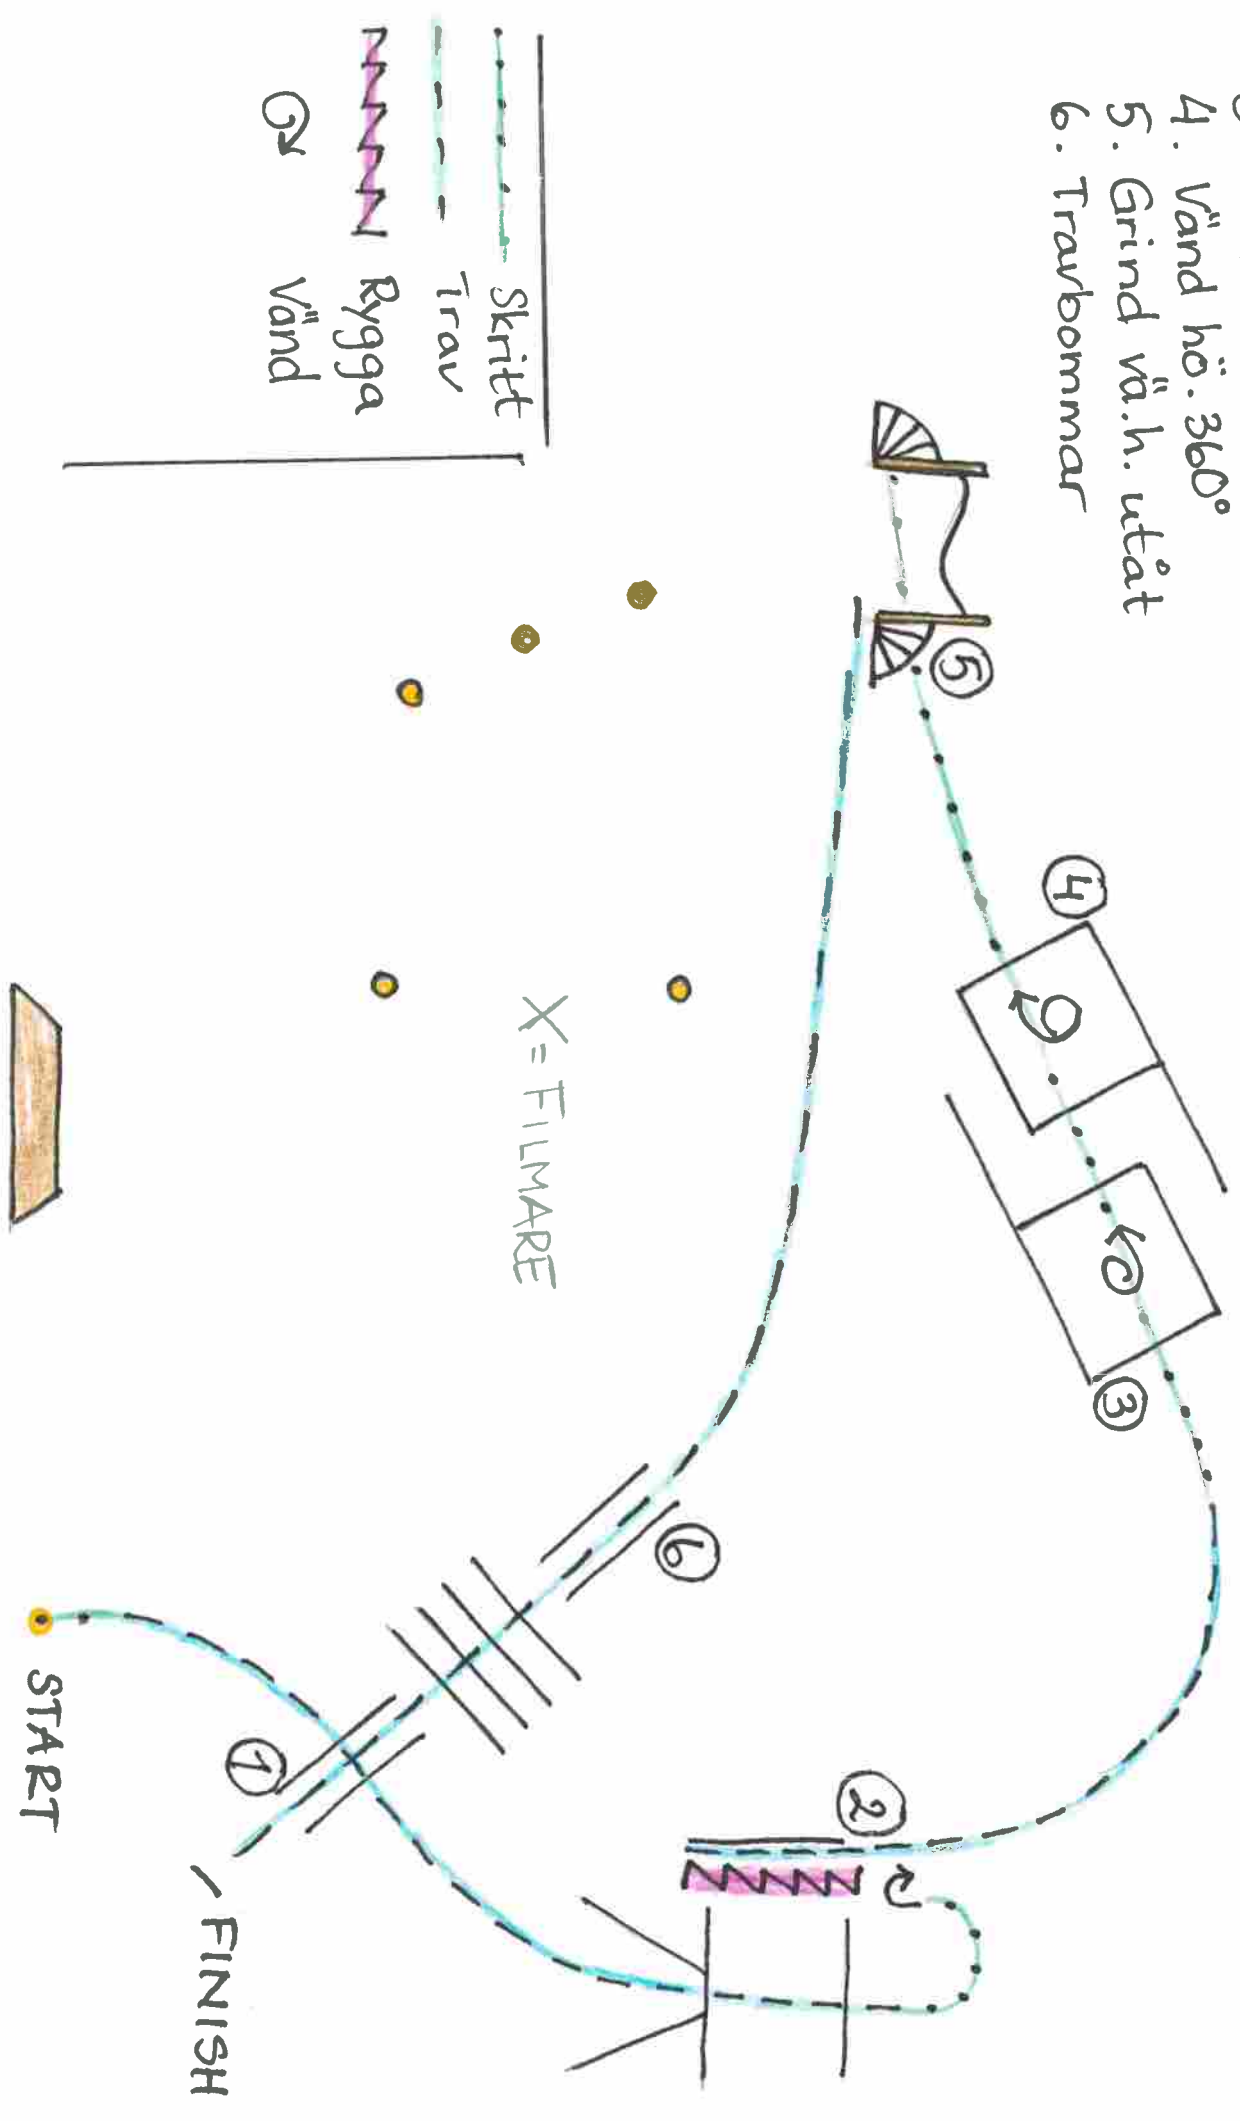 4. Vänd hö. 360°
5. Grind vä.h. utåt
6. Travbommar
Skritt
Trav
Rygga
Vänd
5
4
3
X = FILMARE
6
2
1
START
FINISH